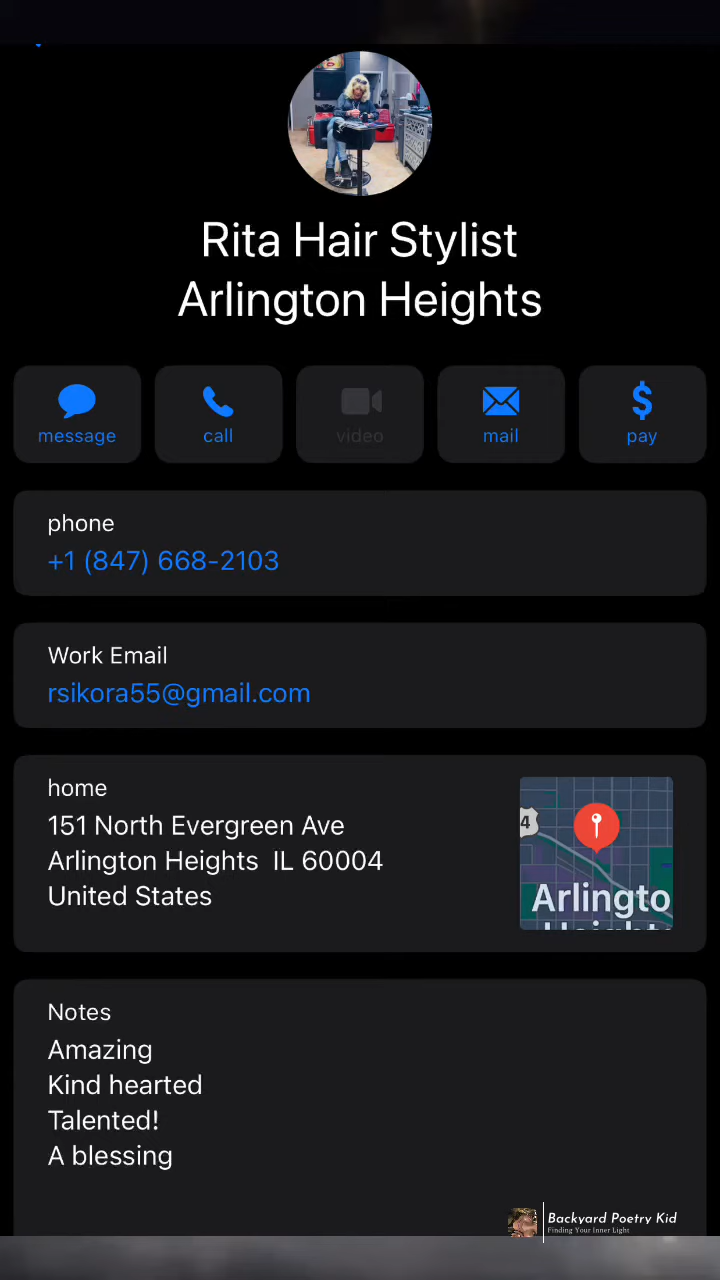 Rita Hair Stylist
Arlington Heights
message
call
video
mail
pay
phone
+1 (847) 668-2103
Work Email
rsikora55@gmail.com
home
151 North Evergreen Ave
Arlington Heights IL 60004
United States
4
Arlingto
Notes
Amazing
Kind hearted
Talented!
A blessing
Backyard Poetry Kid
Finding Your Inner Light